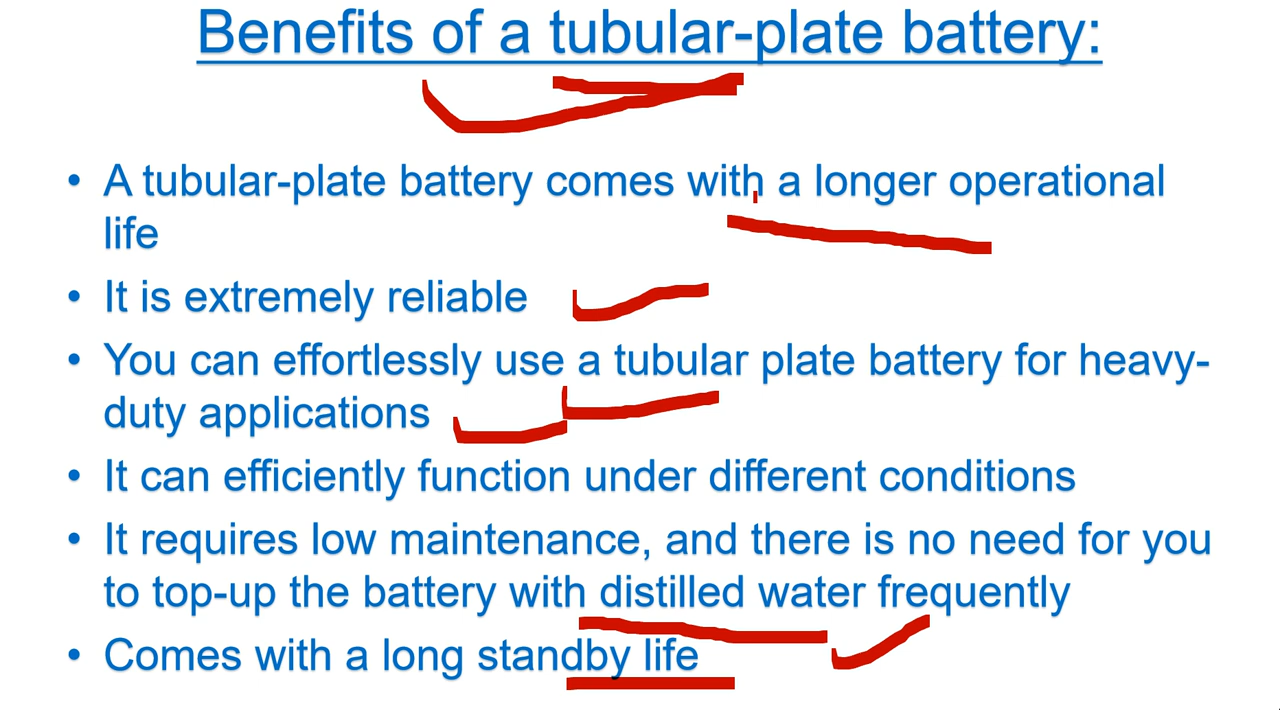 Benefits of a tubular-plate battery:
• A tubular-plate battery comes with a longer operational
life
• It is extremely reliable
• You can effortlessly use a tubular plate battery for heavy-
duty applications
• It can efficiently function under different conditions
• It requires low maintenance, and there is no need for you
to top-up the battery with distilled water frequently
• Comes with a long standby life